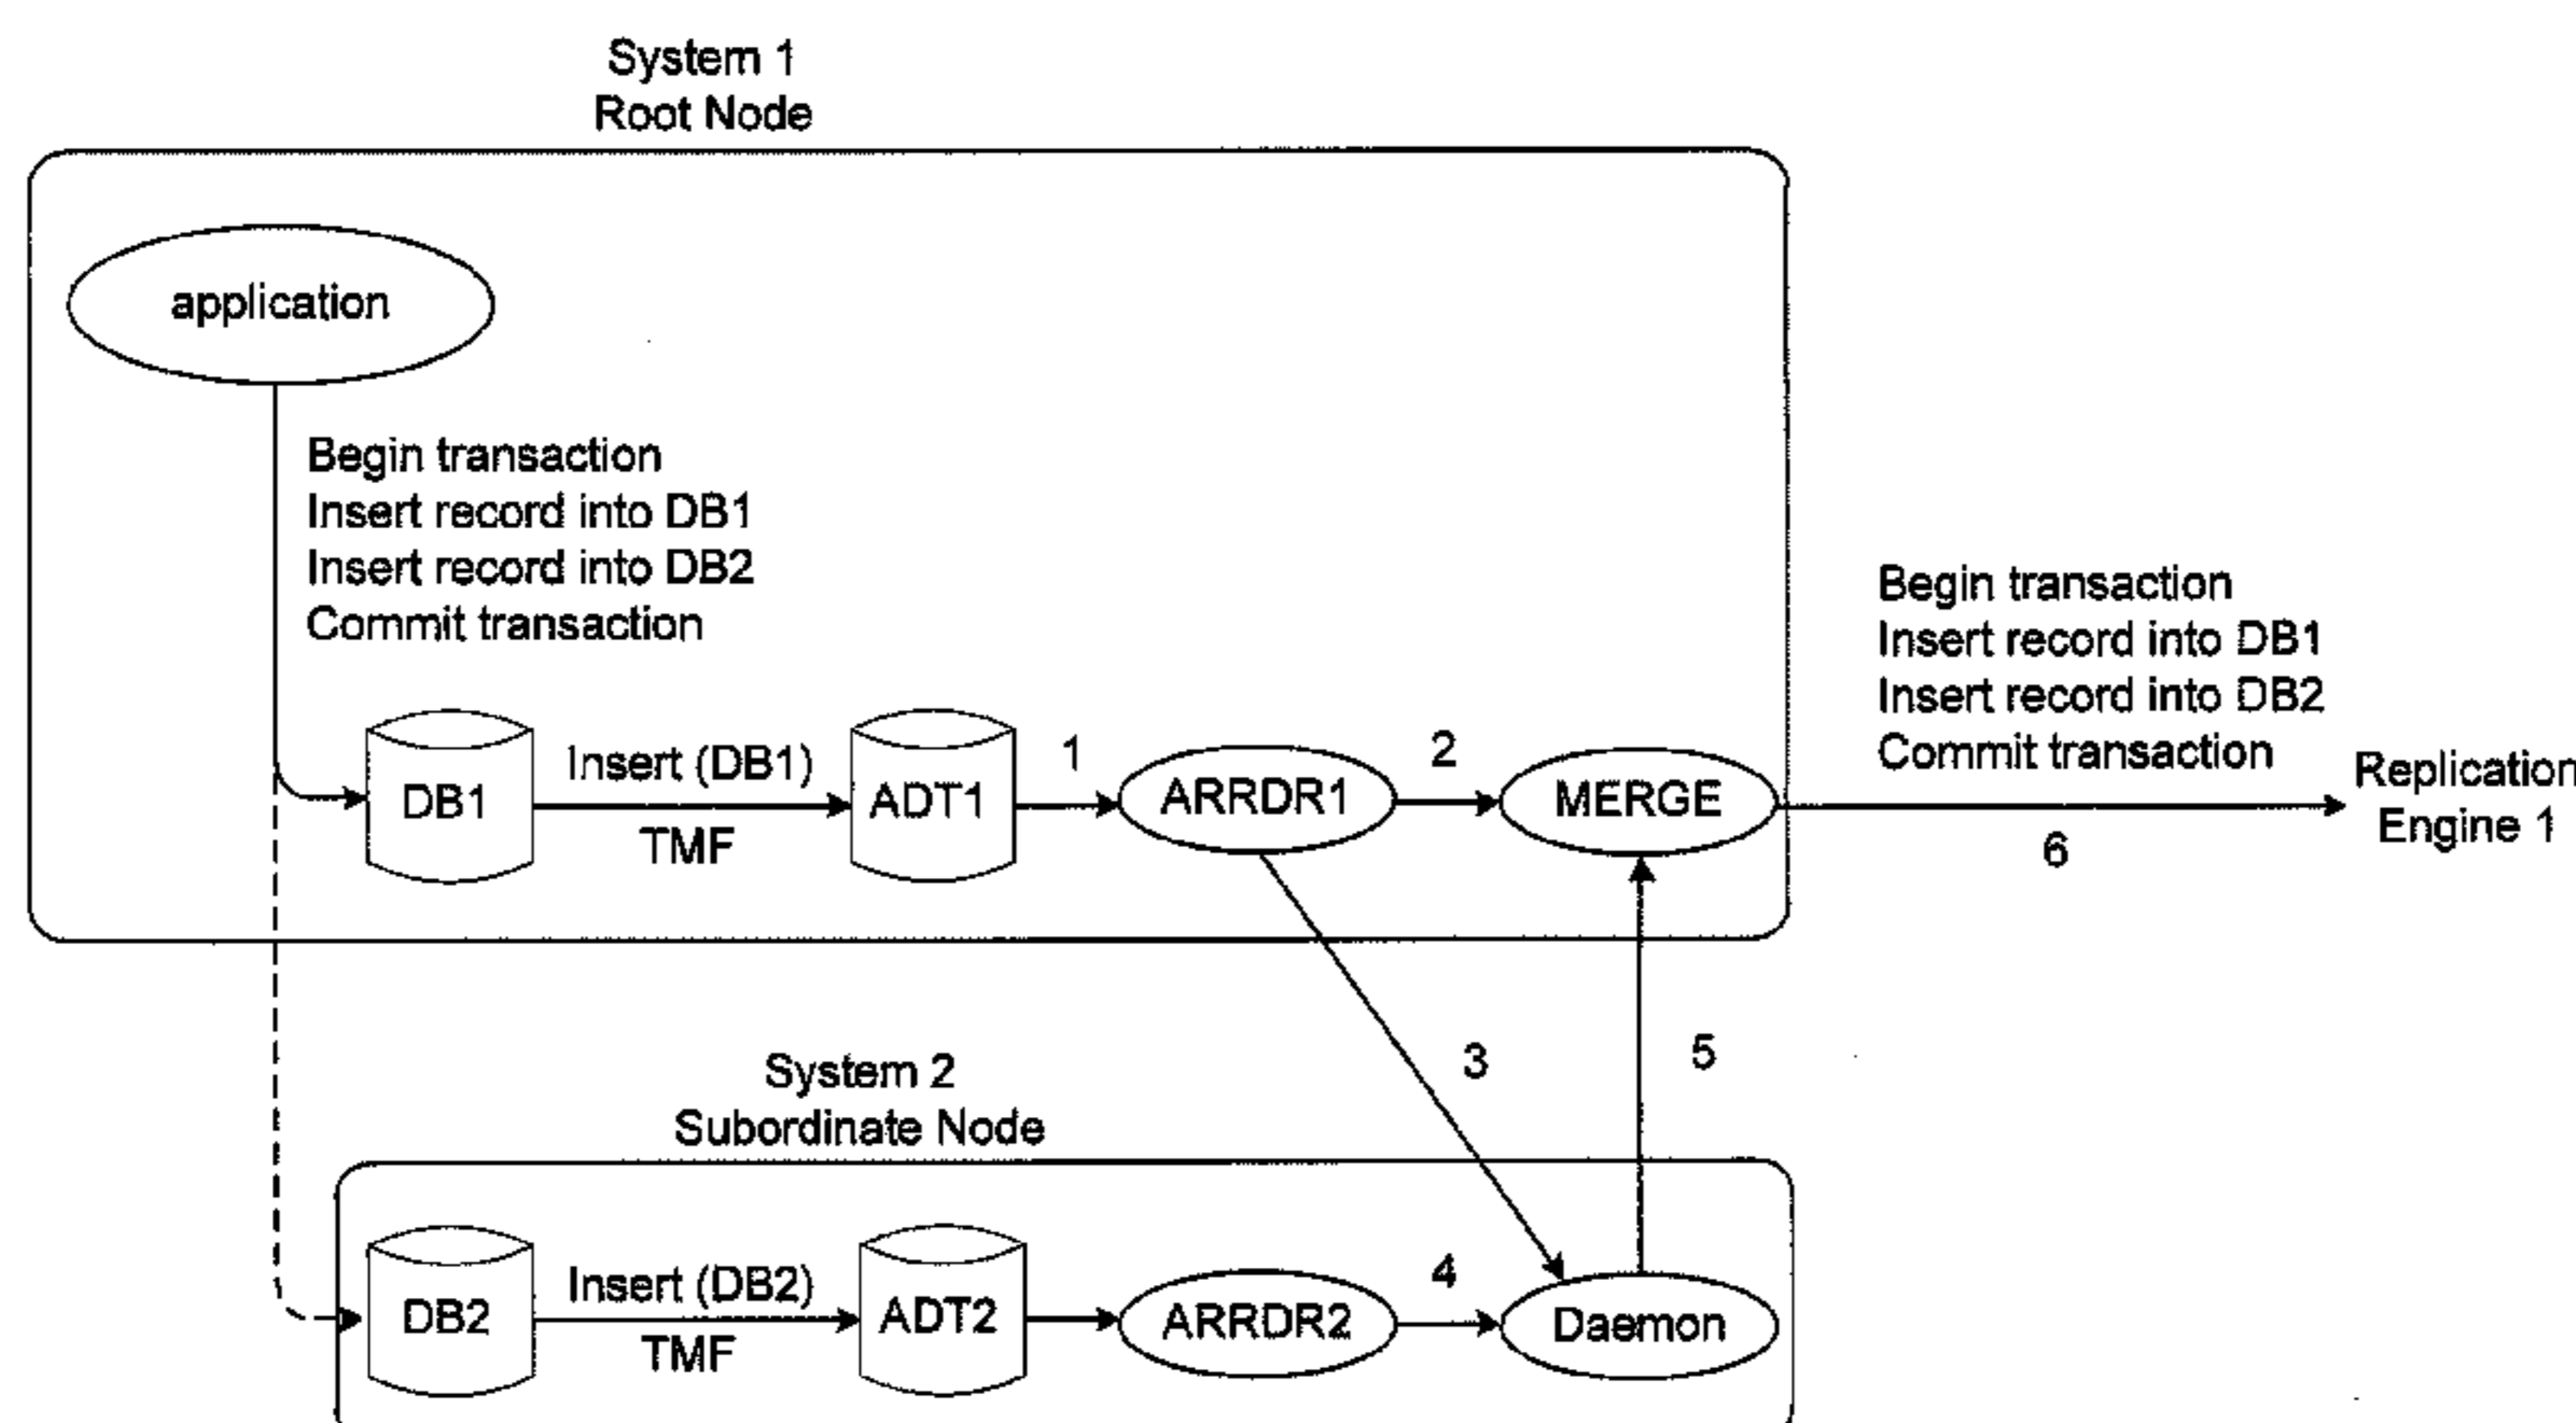 System 1
Root Node
application
Begin transaction
Insert record into DB1
Insert record into DB2
Commit transaction
Begin transaction
Insert record into DB1
Insert record into DB2
Commit transaction
DB1
Insert (DB1)
TMF
ADT1
1
ARRDR1
2
MERGE
6
Replication
Engine 1
3
5
System 2
Subordinate Node
DB2
Insert (DB2)
TMF
ADT2
ARRDR2
4
Daemon